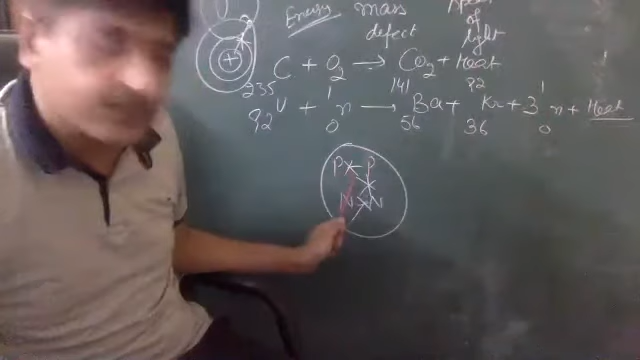 Energy mass of
defect light
C + O2 → CO2 + Heat
235 1 141 92 1
U + n → Ba + Kr + 3 n + Heat
92 0 56 36 0
P P
N N